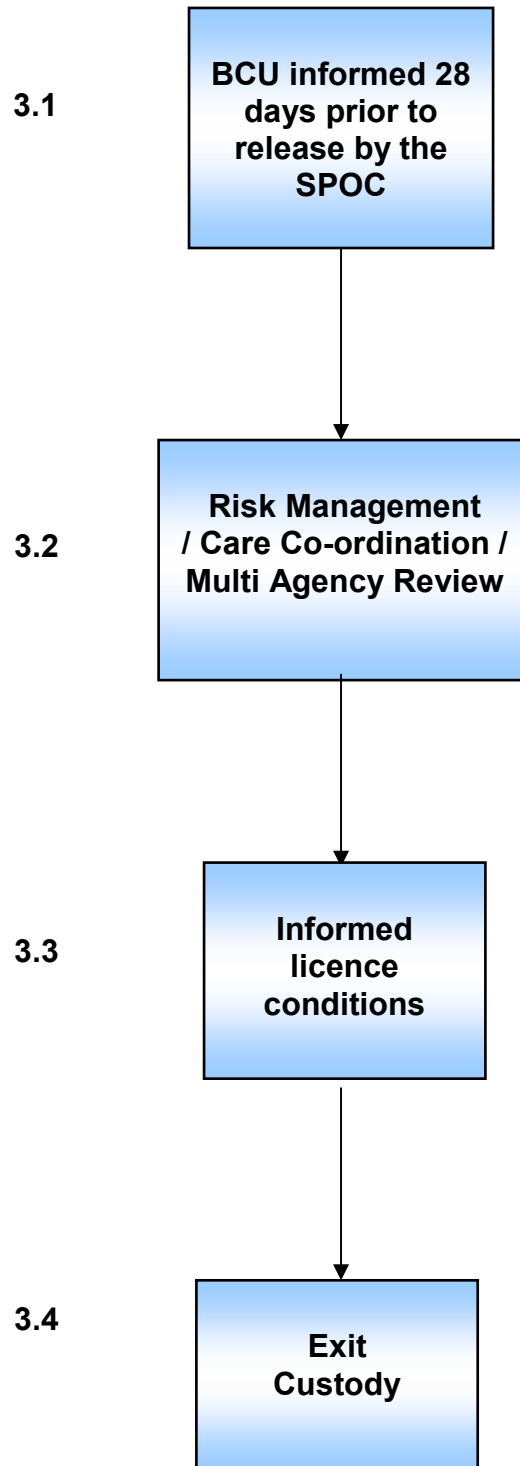 3.1
BCU informed 28
days prior to
release by the
SPOC
3.2
Risk Management
/ Care Co-ordination /
Multi Agency Review
3.3
Informed
licence
conditions
3.4
Exit
Custody